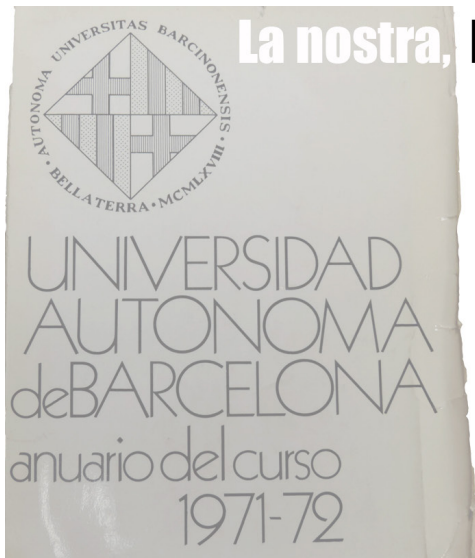 La nostra,
AUTONOMA UNIVERSITAS BARCINONENSIS
· BELLATERRA · MCMLXVIII ·
UNIVERSIDAD
AUTONOMA
deBARCELONA
anuario del curso
1971-72